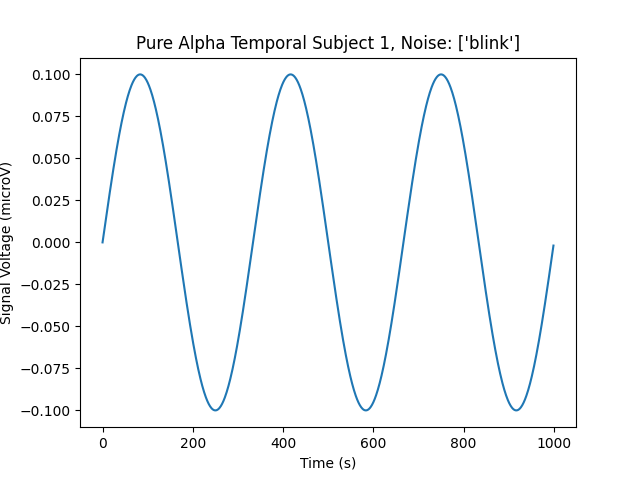 Pure Alpha Temporal Subject 1, Noise: ['blink']
Signal Voltage (microV)
0.100
0.075
0.050
0.025
0.000
−0.025
−0.050
−0.075
−0.100
0 200 400 600 800 1000
Time (s)